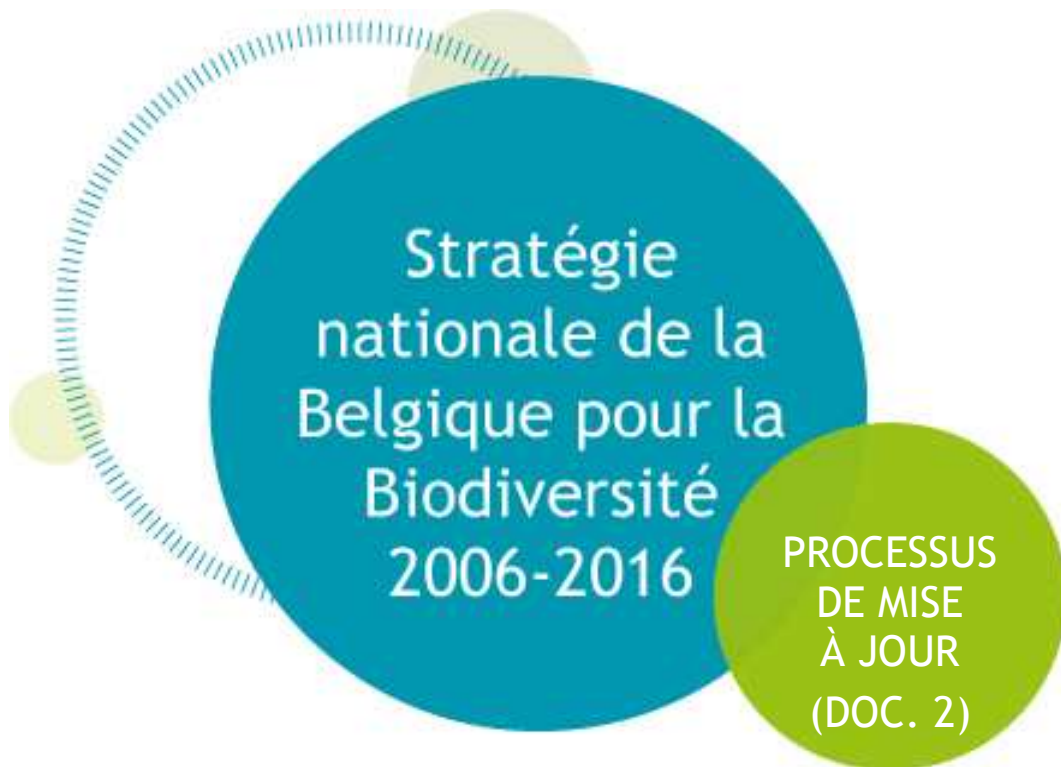 Stratégie
nationale de la
Belgique pour la
Biodiversité
2006-2016
PROCESSUS
DE MISE
À JOUR
(DOC. 2)